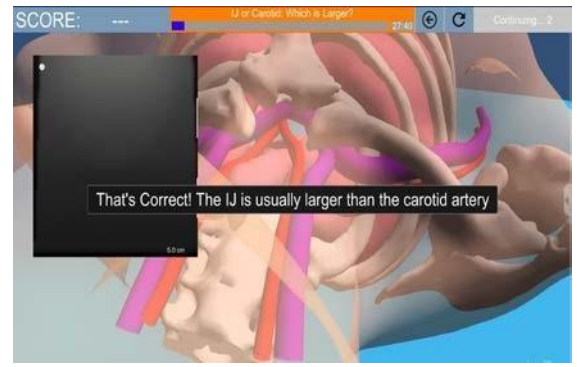 SCORE: ---
IJ or Carotid: Which is Larger?
27:40
Continuing... 2
That's Correct! The IJ is usually larger than the carotid artery
5.0 cm